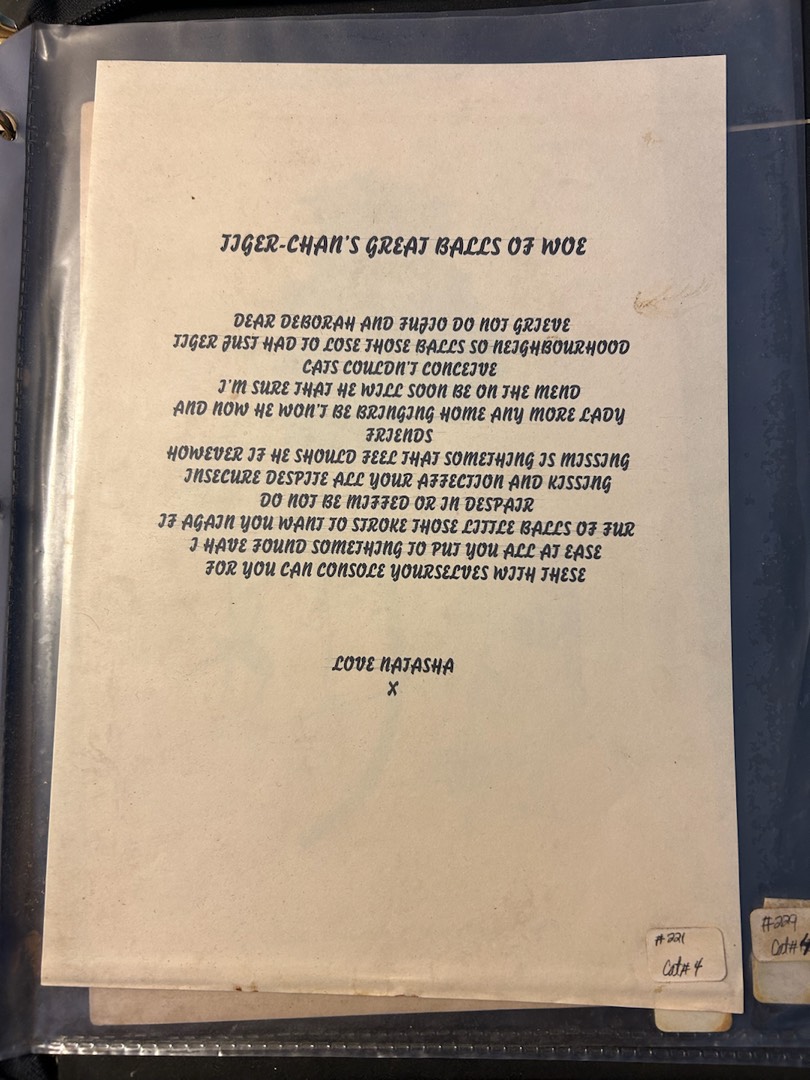 TIGER-CHAN'S GREAT BALLS OF WOE
DEAR DEBORAH AND FUJIO DO NOT GRIEVE
TIGER JUST HAD TO LOSE THOSE BALLS SO NEIGHBOURHOOD
CATS COULDN'T CONCEIVE
I'M SURE THAT HE WILL SOON BE ON THE MEND
AND NOW HE WON'T BE BRINGING HOME ANY MORE LADY
FRIENDS
HOWEVER IF HE SHOULD FEEL THAT SOMETHING IS MISSING
INSECURE DESPITE ALL YOUR AFFECTION AND KISSING
DO NOT BE MIFFED OR IN DESPAIR
IF AGAIN YOU WANT TO STROKE THOSE LITTLE BALLS OF FUR
I HAVE FOUND SOMETHING TO PUT YOU ALL AT EASE
FOR YOU CAN CONSOLE YOURSELVES WITH THESE
LOVE NATASHA
X
#221
Cat# 4
#229
Cat#